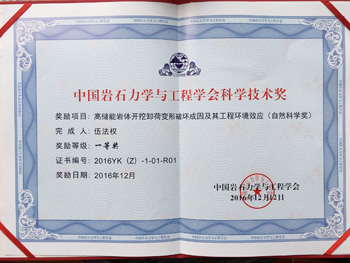 中国岩石力学与工程学会科学技术奖
奖励项目：高储能岩体开挖卸荷变形破坏成因及其工程环境效应（自然科学奖）
完 成 人：伍法权
奖励等级：一等奖
证书编号：2016YK（Z）-1-01-R01
奖励日期：2016年12月
中国岩石力学与工程学会
2016年12月12日